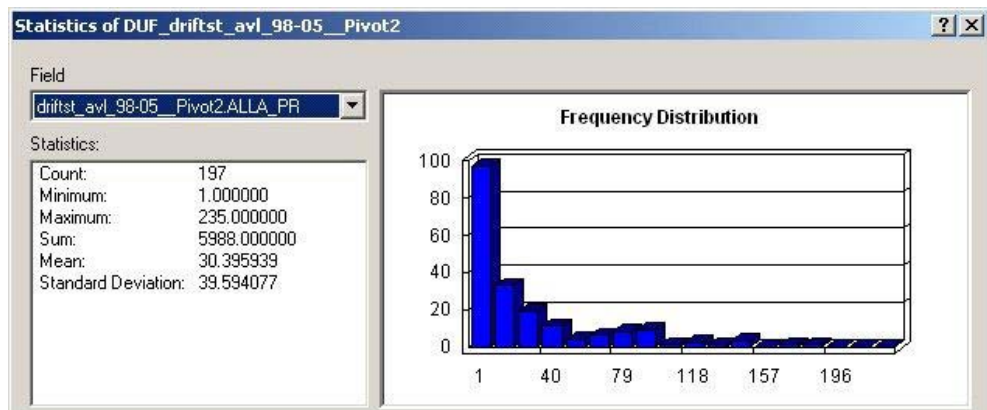 Statistics of DUF_driftst_avl_98-05__Pivot2
Field
driftst_avl_98-05__Pivot2.ALLA_PR
Statistics:
Count: 197
Minimum: 1.000000
Maximum: 235.000000
Sum: 5988.000000
Mean: 30.395939
Standard Deviation: 39.594077
Frequency Distribution
100
80
60
40
20
0
1 40 79 118 157 196